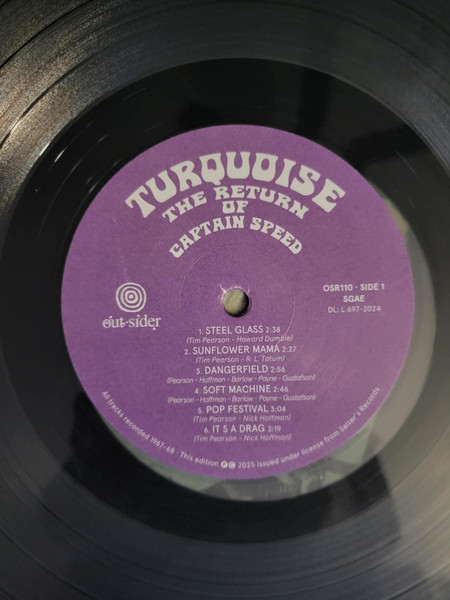 TURQUOISE
THE RETURN
OF
CAPTAIN SPEED
out·sider
OSR110 - SIDE 1
SGAE
DL: L 697-2024
1. STEEL GLASS 2:38
(Tim Pearson - Howard Dumble)
2. SUNFLOWER MAMA 2:27
(Tim Pearson - R. L. Tatum)
3. DANGERFIELD 2:56
(Pearson - Hoffman - Barlow - Payne - Gustafson)
4. SOFT MACHINE 2:46
(Pearson - Hoffman - Barlow - Payne - Gustafson)
5. POP FESTIVAL 3:04
(Tim Pearson - Nick Hoffman)
6. IT S A DRAG 2:19
(Tim Pearson - Nick Hoffman)
All tracks recorded 1967-68 · This edition ℗© 2025 issued under license from Salver's Records